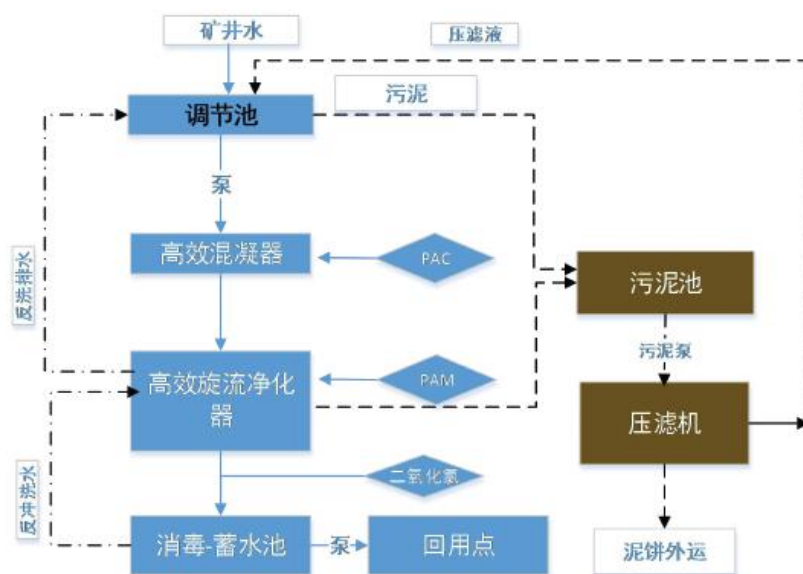 矿井水
压滤液
污泥
调节池
泵
高效混凝器
PAC
反洗排水
污泥池
污泥泵
高效旋流净化
器
PAM
压滤机
二氧化氯
反冲洗水
消毒-蓄水池
泵
回用点
泥饼外运